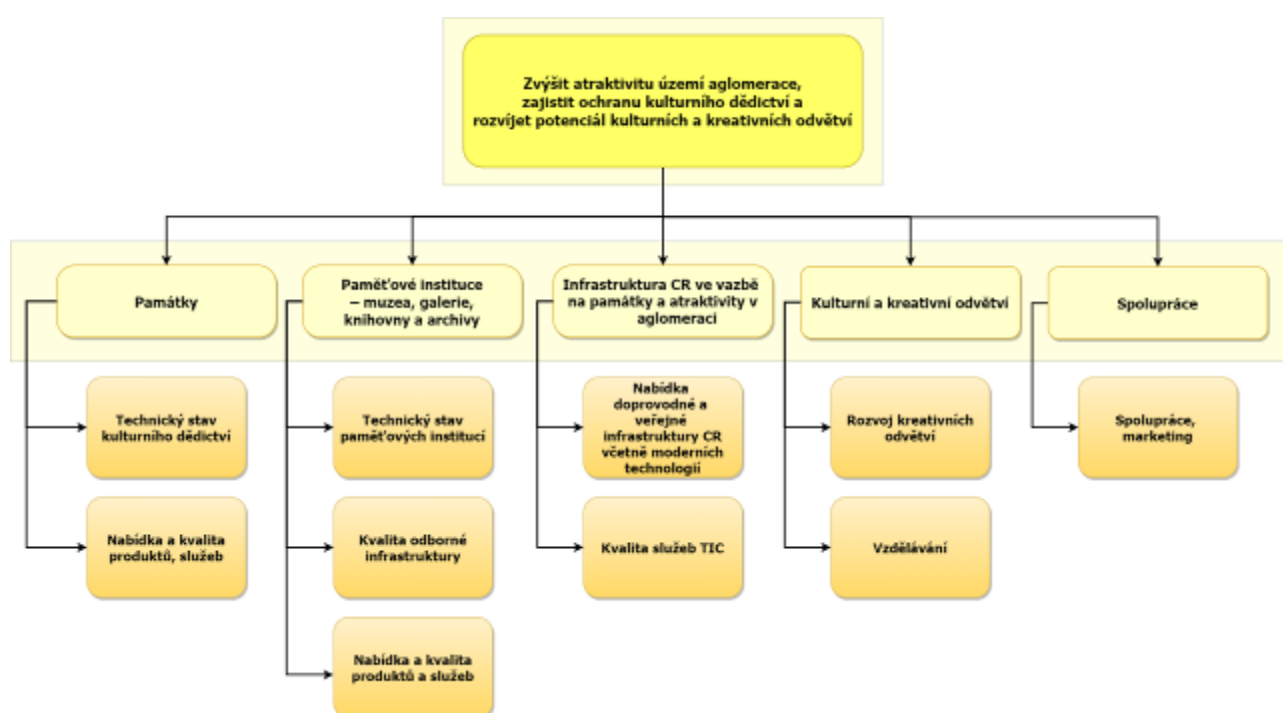 Zvýšit atraktivitu území aglomerace,
zajistit ochranu kulturního dědictví a
rozvíjet potenciál kulturních a kreativních odvětví
Památky
Paměťové instituce
– muzea, galerie,
knihovny a archivy
Infrastruktura CR ve vazbě
na památky a atraktivity v
aglomeraci
Kulturní a kreativní odvětví
Spolupráce
Technický stav
kulturního dědictví
Technický stav
paměťových institucí
Nabídka
doprovodné a
veřejné
infrastruktury CR
včetně moderních
technologií
Rozvoj kreativních
odvětví
Spolupráce,
marketing
Nabídka a kvalita
produktů, služeb
Kvalita odborné
infrastruktury
Kvalita služeb TIC
Vzdělávání
Nabídka a kvalita
produktů a služeb